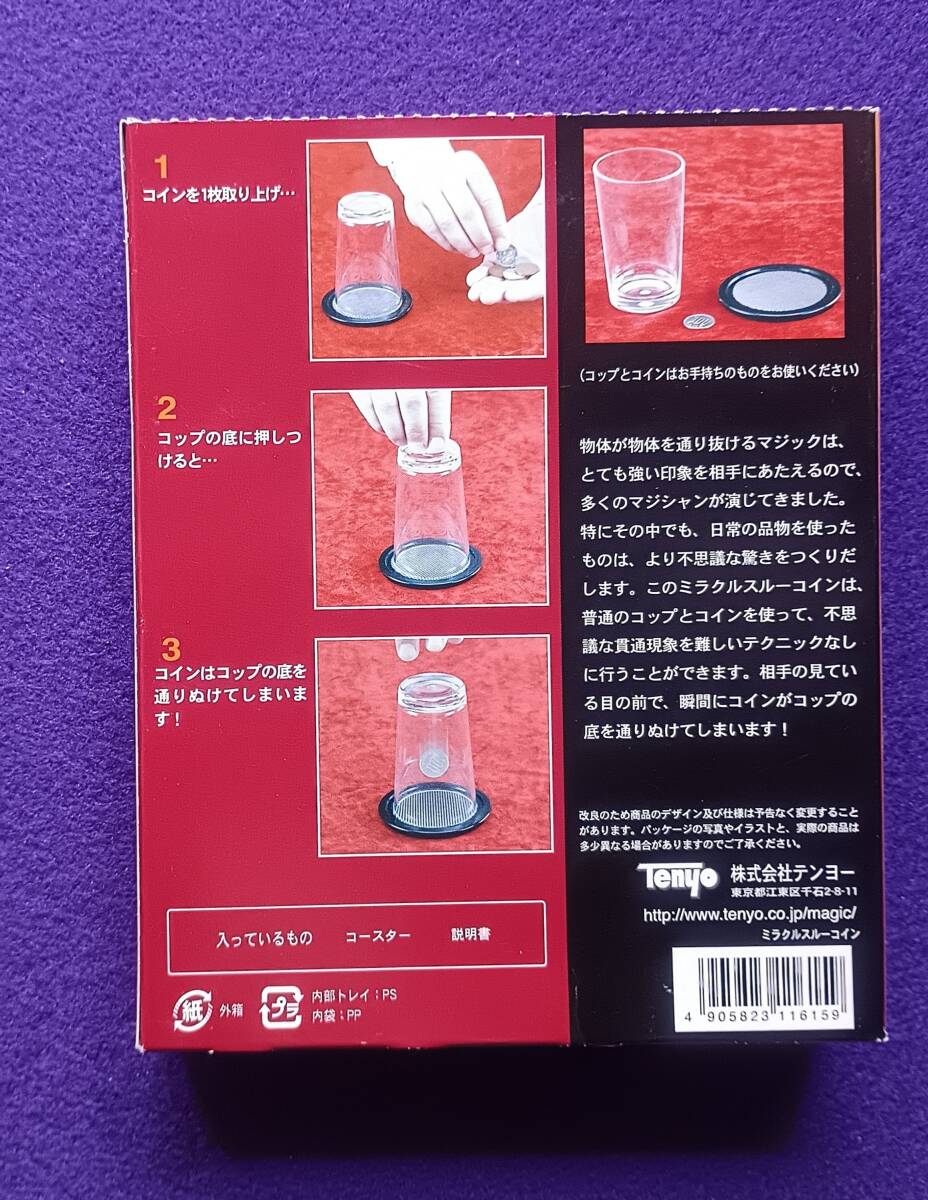 1
コインを1枚取り上げ…
2
コップの底に押しつ
けると…
3
コインはコップの底を
通りぬけてしまいま
す！
入っているもの　コースター　説明書
紙 外箱
プラ 内部トレイ：PS
内袋：PP
（コップとコインはお手持ちのものをお使いください）
物体が物体を通り抜けるマジックは、
とても強い印象を相手にあたえるので、
多くのマジシャンが演じてきました。
特にその中でも、日常の品物を使った
ものは、より不思議な驚きをつくりだ
します。このミラクルスルーコインは、
普通のコップとコインを使って、不思
議な貫通現象を難しいテクニックなし
に行うことができます。相手の見てい
る目の前で、瞬間にコインがコップの
底を通りぬけてしまいます！
改良のため商品のデザイン及び仕様は予告なく変更すること
があります。パッケージの写真やイラストと、実際の商品は
多少異なる場合がありますのでご了承ください。
Tenyo 株式会社テンヨー
東京都江東区千石2-8-11
http://www.tenyo.co.jp/magic/
ミラクルスルーコイン
4 905823 116159